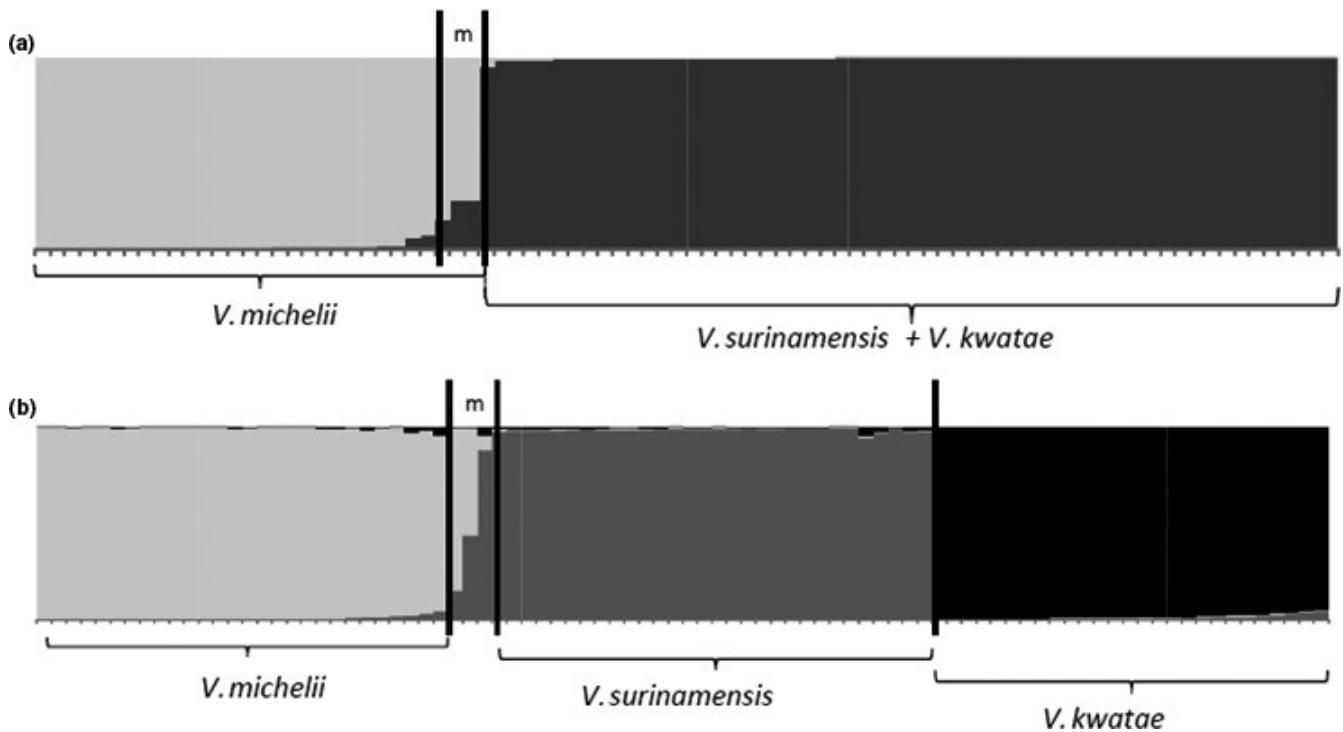 (a)
m
V. michelii
V. surinamensis + V. kwatae
(b)
m
V. michelii
V. surinamensis
V. kwatae